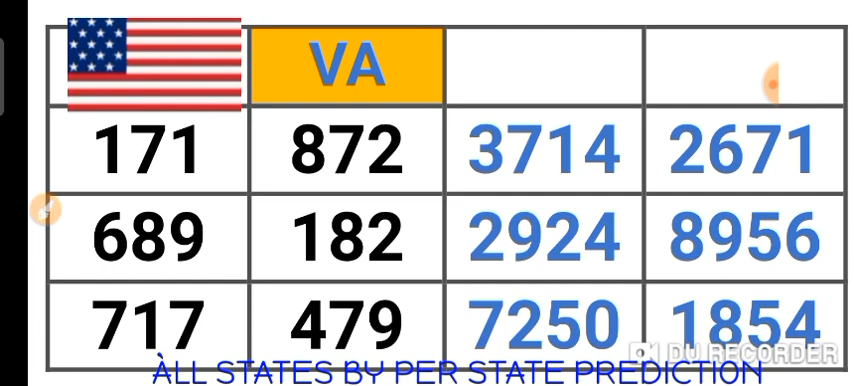 VA
171 872 3714 2671
689 182 2924 8956
717 479 7250 1854
DU RECORDER
ÀLL STATES BY PER STATE PREDICTION